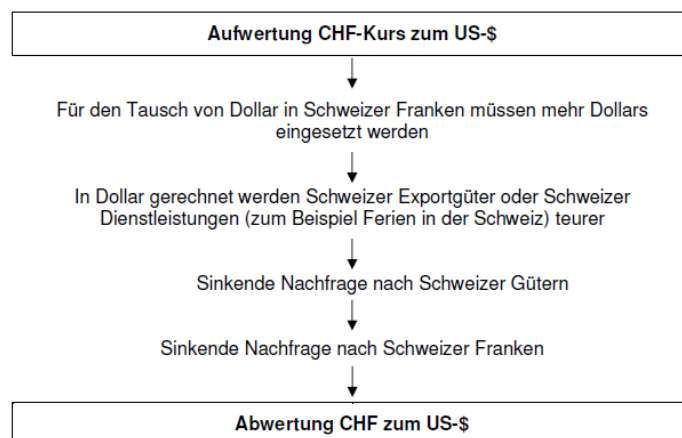 Aufwertung CHF-Kurs zum US-$
Für den Tausch von Dollar in Schweizer Franken müssen mehr Dollars
eingesetzt werden
In Dollar gerechnet werden Schweizer Exportgüter oder Schweizer
Dienstleistungen (zum Beispiel Ferien in der Schweiz) teurer
Sinkende Nachfrage nach Schweizer Gütern
Sinkende Nachfrage nach Schweizer Franken
Abwertung CHF zum US-$